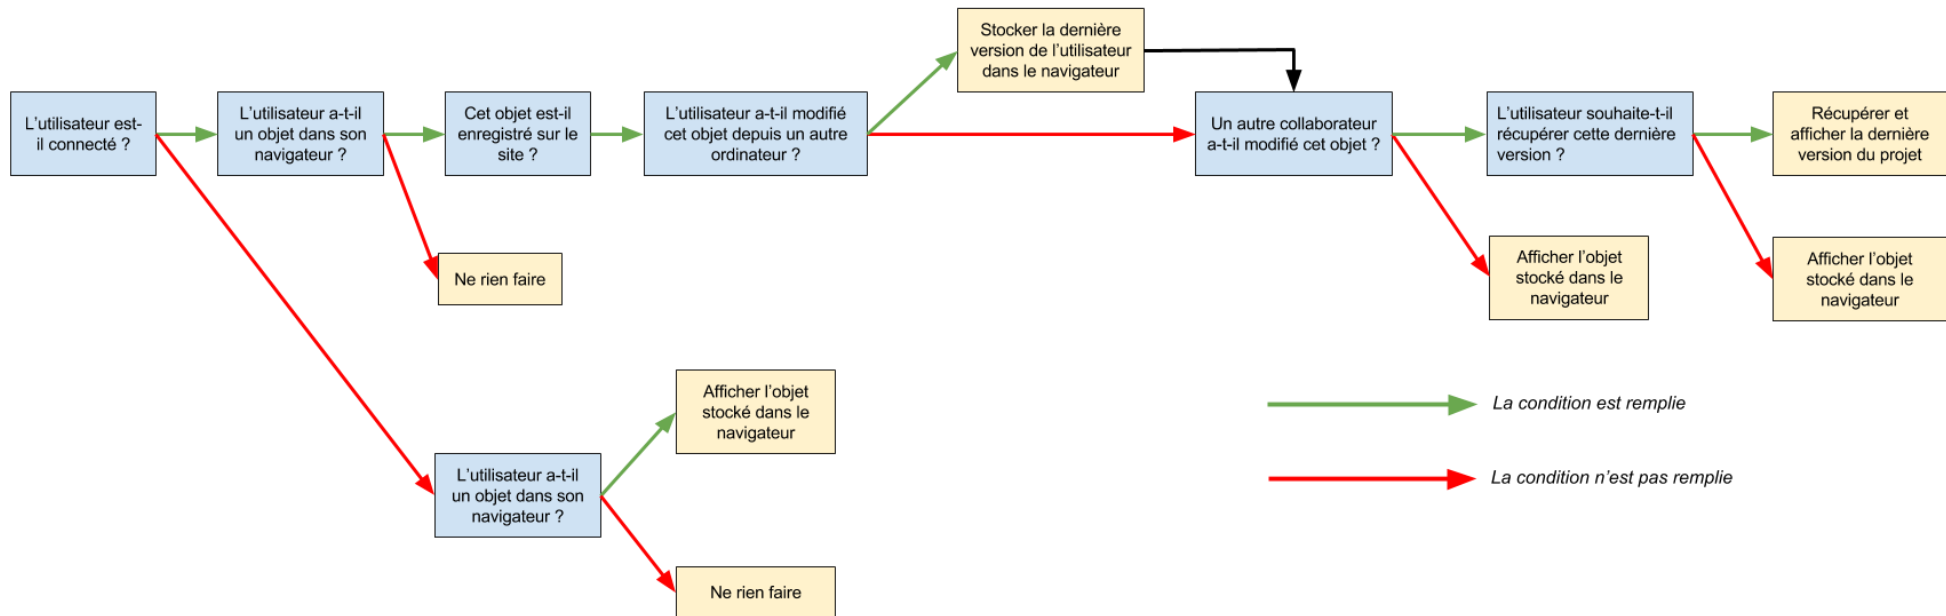 Stocker la dernière
version de l'utilisateur
dans le navigateur
L'utilisateur est-
il connecté ?
L'utilisateur a-t-il
un objet dans son
navigateur ?
Cet objet est-il
enregistré sur le
site ?
L'utilisateur a-t-il modifié
cet objet depuis un autre
ordinateur ?
Un autre collaborateur
a-t-il modifié cet objet ?
L'utilisateur souhaite-t-il
récupérer cette dernière
version ?
Récupérer et
afficher la dernière
version du projet
Ne rien faire
Afficher l'objet
stocké dans le
navigateur
Afficher l'objet
stocké dans le
navigateur
Afficher l'objet
stocké dans le
navigateur
La condition est remplie
L'utilisateur a-t-il
un objet dans son
navigateur ?
La condition n'est pas remplie
Ne rien faire